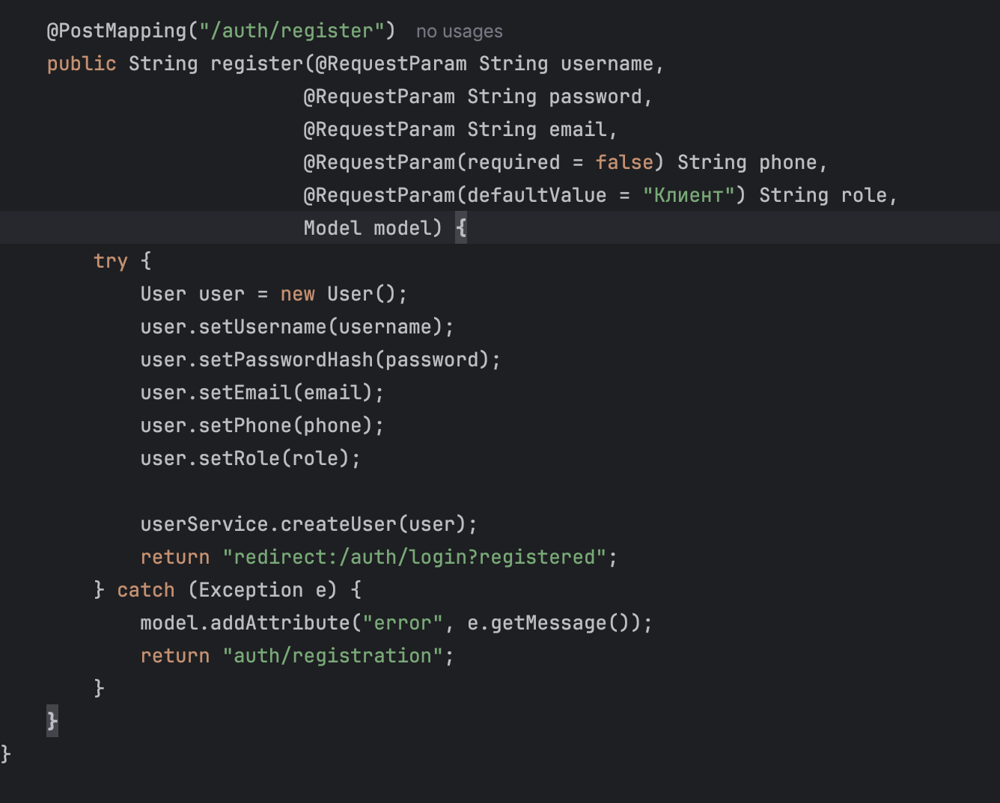 @PostMapping("/auth/register") no usages
public String register(@RequestParam String username,
@RequestParam String password,
@RequestParam String email,
@RequestParam(required = false) String phone,
@RequestParam(defaultValue = "Клиент") String role,
Model model) {
try {
User user = new User();
user.setUsername(username);
user.setPasswordHash(password);
user.setEmail(email);
user.setPhone(phone);
user.setRole(role);
userService.createUser(user);
return "redirect:/auth/login?registered";
} catch (Exception e) {
model.addAttribute("error", e.getMessage());
return "auth/registration";
}
}
}